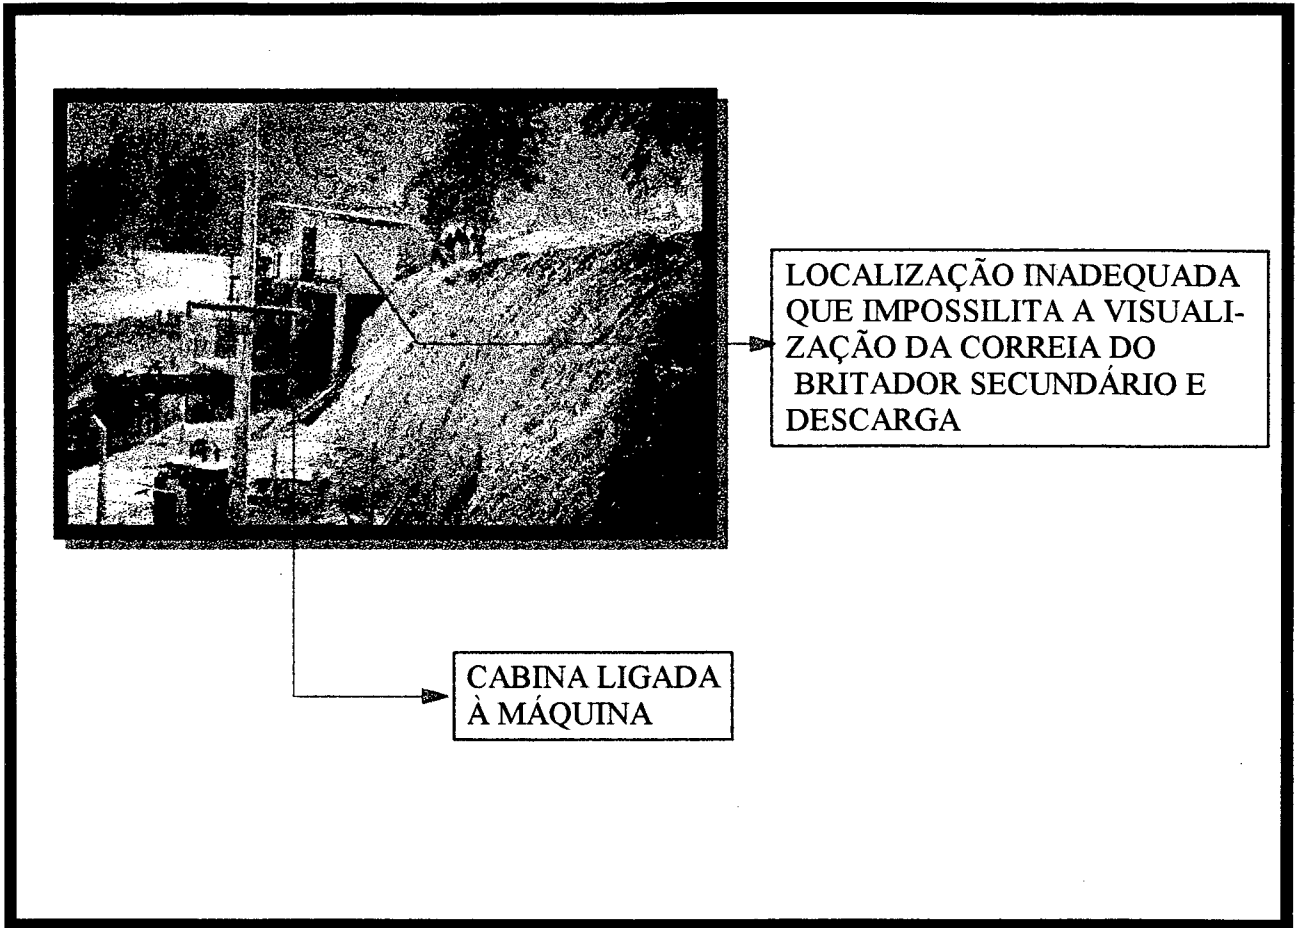 LOCALIZAÇÃO INADEQUADA
QUE IMPOSSILITA A VISUALI-
ZAÇÃO DA CORREIA DO
BRITADOR SECUNDÁRIO E
DESCARGA
CABINA LIGADA
À MÁQUINA